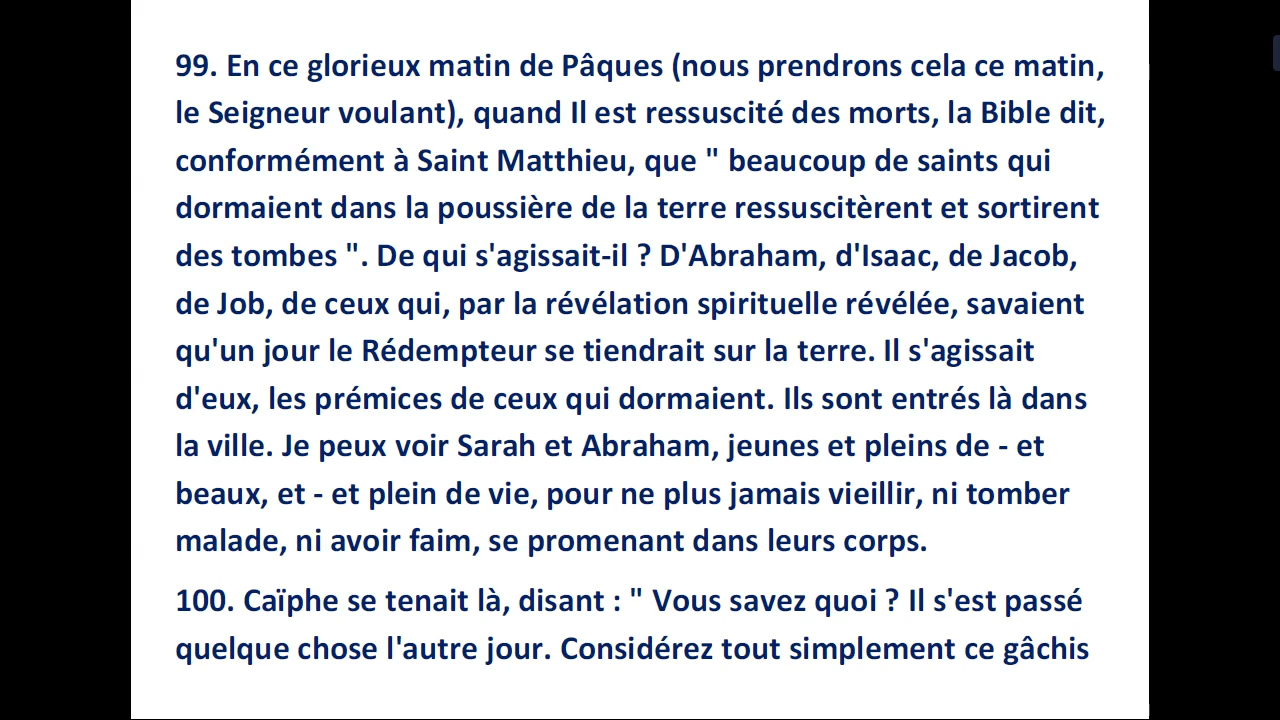 99. En ce glorieux matin de Pâques (nous prendrons cela ce matin,
le Seigneur voulant), quand Il est ressuscité des morts, la Bible dit,
conformément à Saint Matthieu, que " beaucoup de saints qui
dormaient dans la poussière de la terre ressuscitèrent et sortirent
des tombes ". De qui s'agissait-il ? D'Abraham, d'Isaac, de Jacob,
de Job, de ceux qui, par la révélation spirituelle révélée, savaient
qu'un jour le Rédempteur se tiendrait sur la terre. Il s'agissait
d'eux, les prémices de ceux qui dormaient. Ils sont entrés là dans
la ville. Je peux voir Sarah et Abraham, jeunes et pleins de - et
beaux, et - et plein de vie, pour ne plus jamais vieillir, ni tomber
malade, ni avoir faim, se promenant dans leurs corps.
100. Caïphe se tenait là, disant : " Vous savez quoi ? Il s'est passé
quelque chose l'autre jour. Considérez tout simplement ce gâchis